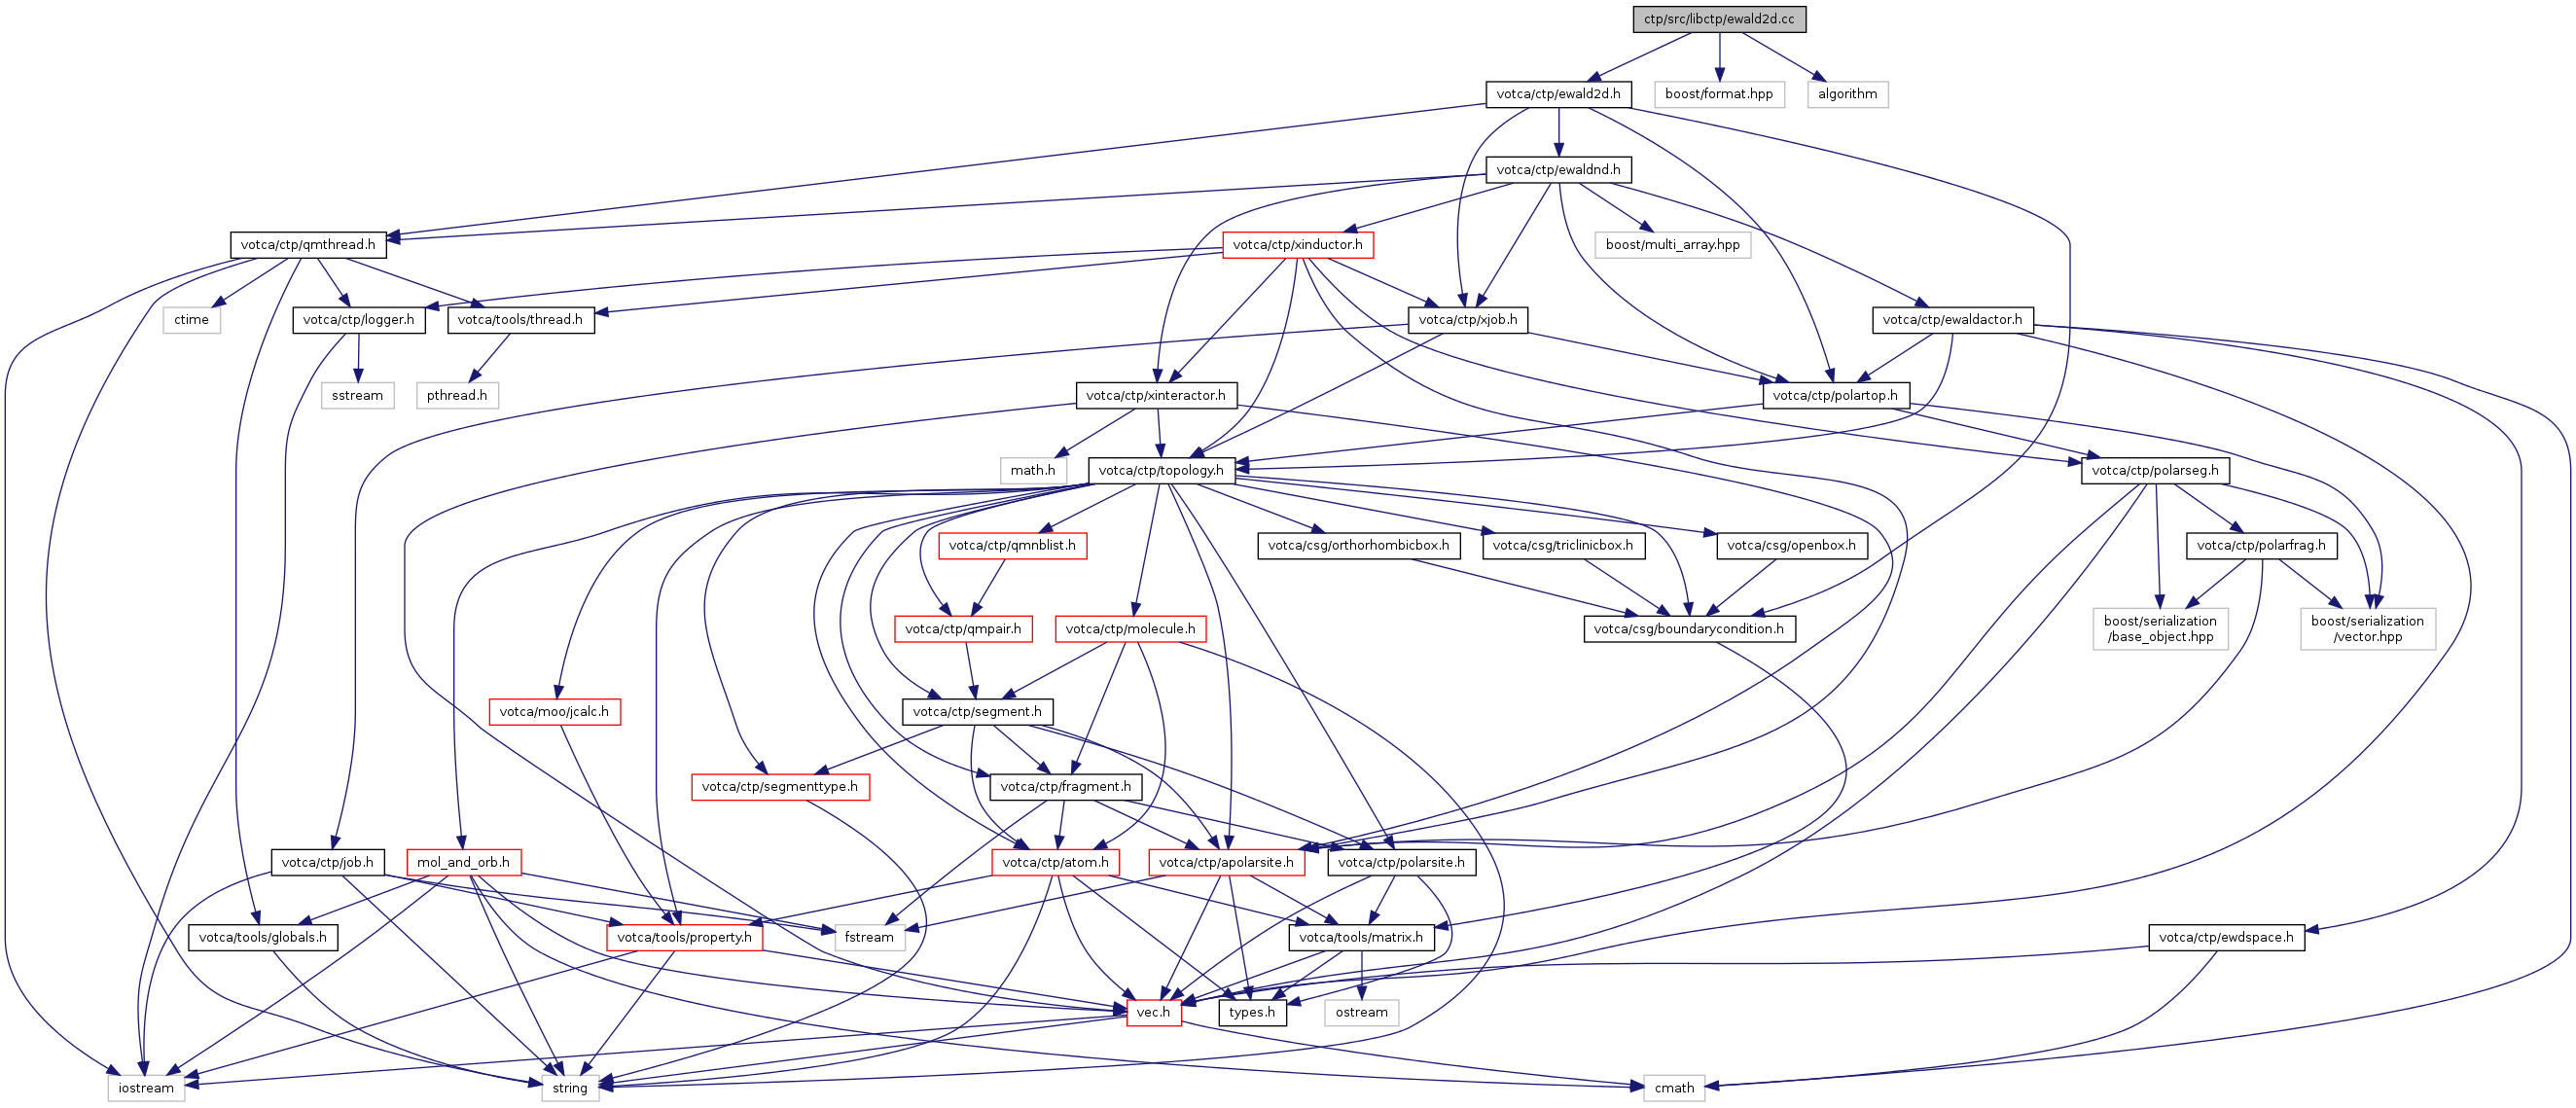 ctp/src/libctp/ewald2d.cc
votca/ctp/ewald2d.h
boost/format.hpp
algorithm
votca/ctp/ewaldnd.h
votca/ctp/qmthread.h
votca/ctp/xinductor.h
boost/multi_array.hpp
ctime
votca/ctp/logger.h
votca/tools/thread.h
votca/ctp/xjob.h
votca/ctp/ewaldactor.h
sstream
pthread.h
votca/ctp/xinteractor.h
votca/ctp/polartop.h
math.h
votca/ctp/topology.h
votca/ctp/polarseg.h
votca/ctp/qmnblist.h
votca/csg/orthorhombicbox.h
votca/csg/triclinicbox.h
votca/csg/openbox.h
votca/ctp/polarfrag.h
votca/ctp/qmpair.h
votca/ctp/molecule.h
votca/csg/boundarycondition.h
boost/serialization
/base_object.hpp
boost/serialization
/vector.hpp
votca/moo/jcalc.h
votca/ctp/segment.h
votca/ctp/segmenttype.h
votca/ctp/fragment.h
votca/ctp/job.h
mol_and_orb.h
votca/ctp/atom.h
votca/ctp/apolarsite.h
votca/ctp/polarsite.h
votca/tools/globals.h
votca/tools/property.h
fstream
votca/tools/matrix.h
votca/ctp/ewdspace.h
vec.h
types.h
ostream
iostream
string
cmath